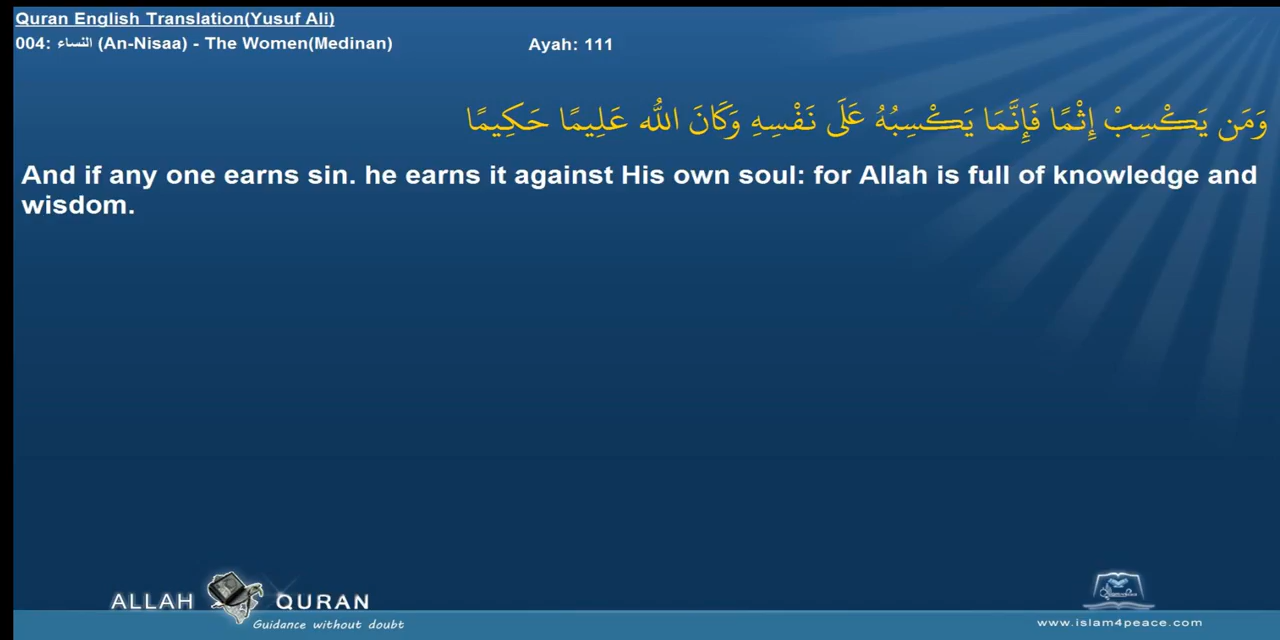 Quran English Translation(Yusuf Ali)
004: النساء (An-Nisaa) - The Women(Medinan)
Ayah: 111
وَمَن يَكْسِبْ إِثْمًا فَإِنَّمَا يَكْسِبُهُ عَلَى نَفْسِهِ وَكَانَ اللَّهُ عَلِيمًا حَكِيمًا
And if any one earns sin. he earns it against His own soul: for Allah is full of knowledge and
wisdom.
ALLAH QURAN
Guidance without doubt
www.islam4peace.com